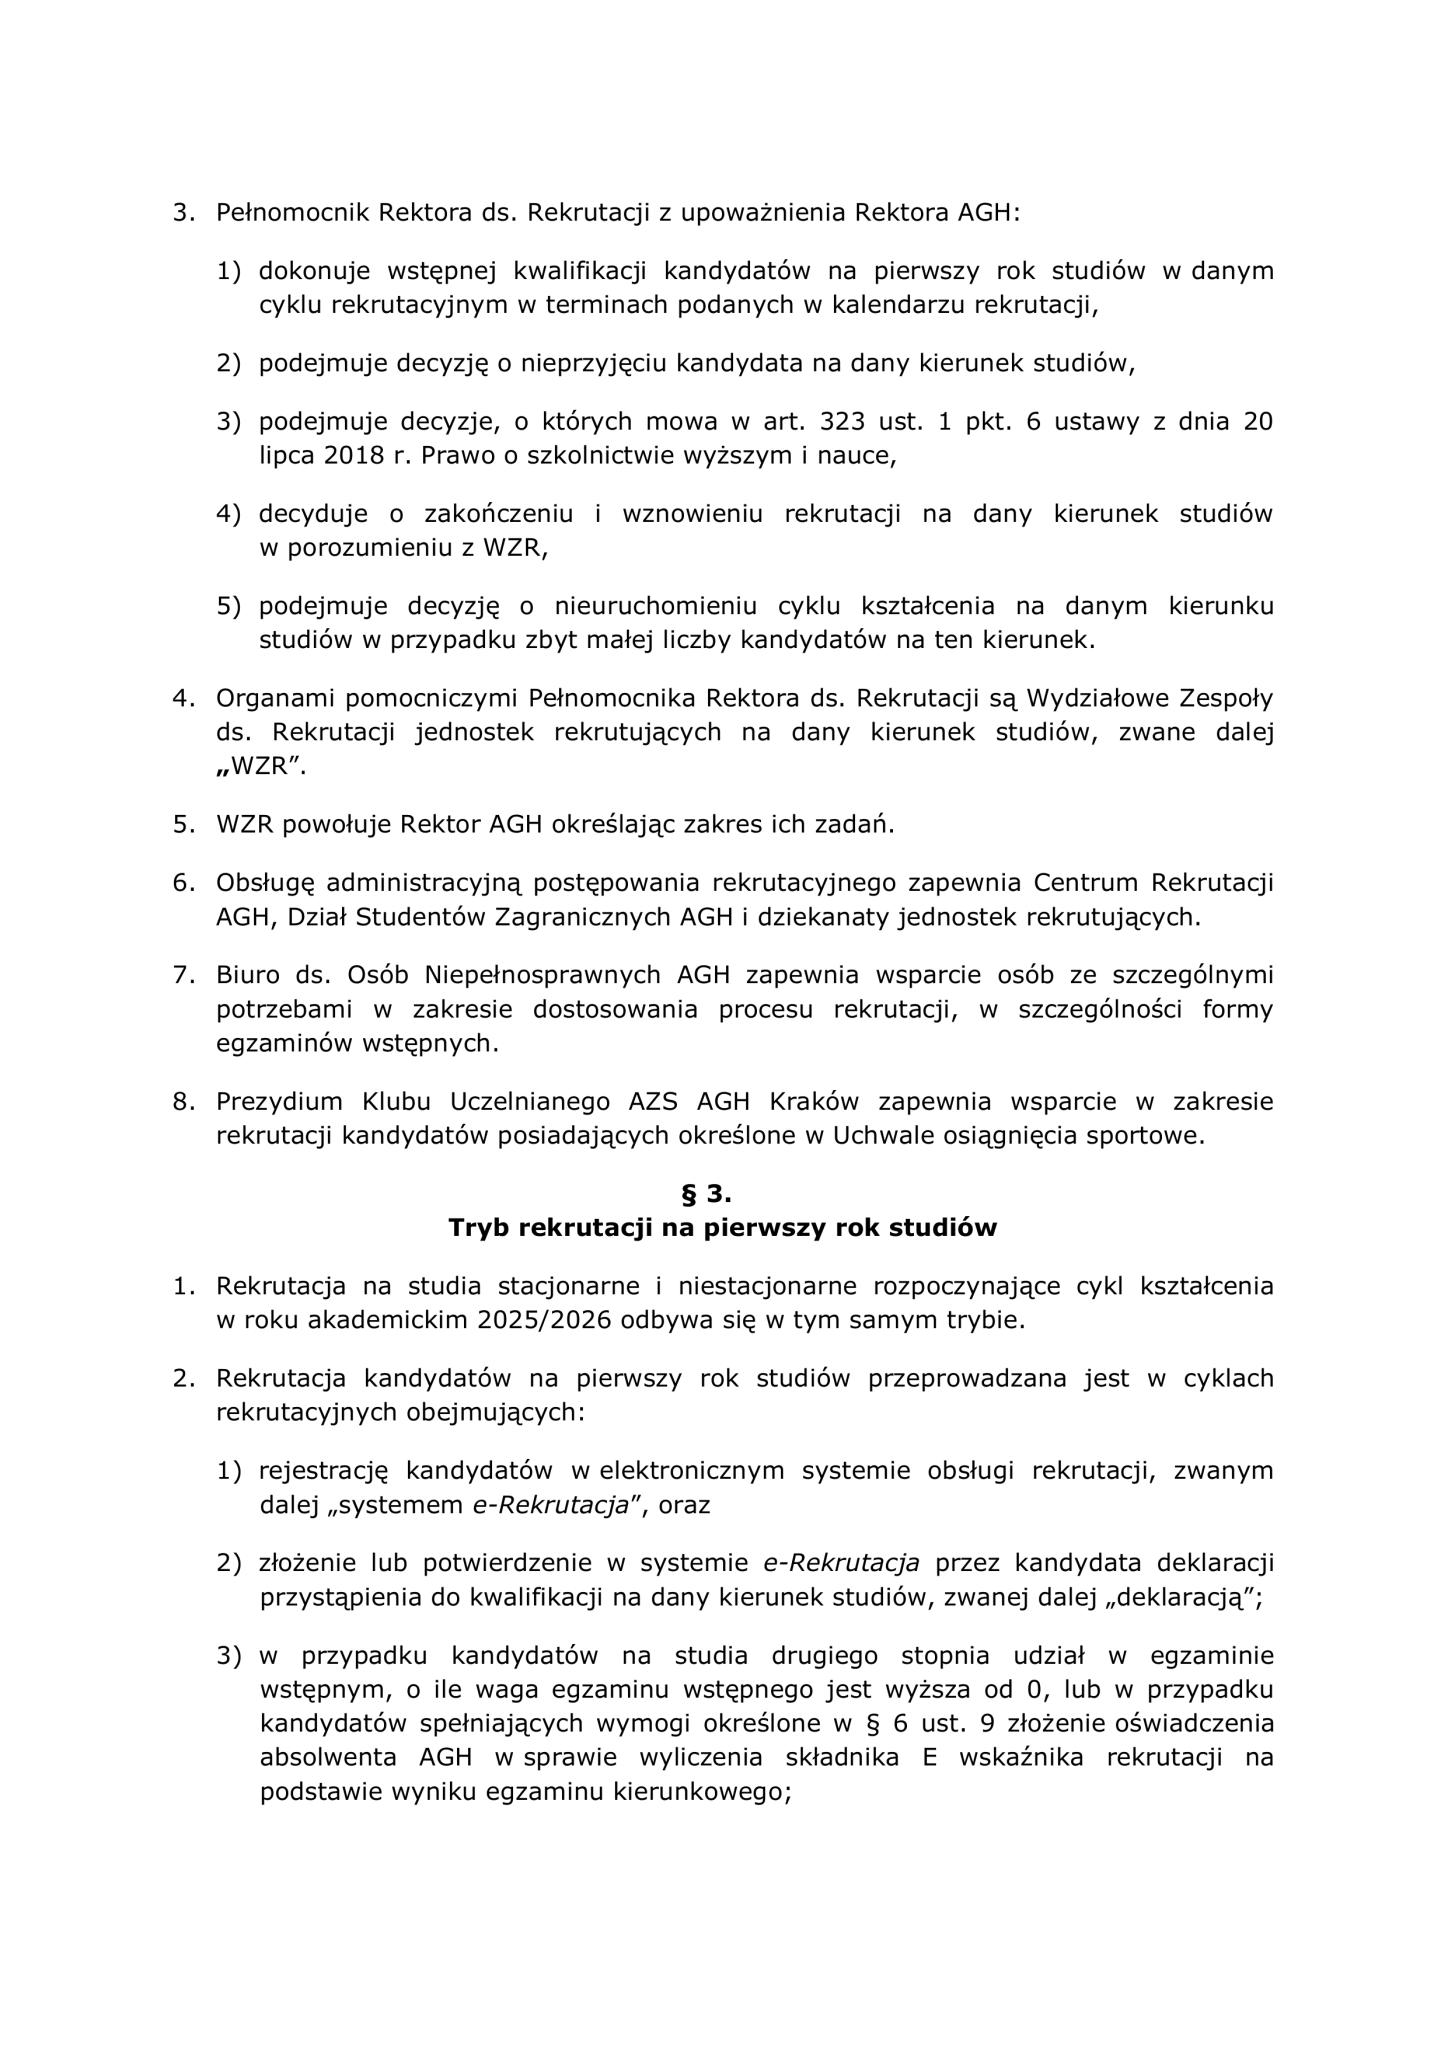 3. Pełnomocnik Rektora ds. Rekrutacji z upoważnienia Rektora AGH:
1) dokonuje wstępnej kwalifikacji kandydatów na pierwszy rok studiów w danym
cyklu rekrutacyjnym w terminach podanych w kalendarzu rekrutacji,
2) podejmuje decyzję o nieprzyjęciu kandydata na dany kierunek studiów,
3) podejmuje decyzje, o których mowa w art. 323 ust. 1 pkt. 6 ustawy z dnia 20
lipca 2018 r. Prawo o szkolnictwie wyższym i nauce,
4) decyduje o zakończeniu i wznowieniu rekrutacji na dany kierunek studiów
w porozumieniu z WZR,
5) podejmuje decyzję o nieuruchomieniu cyklu kształcenia na danym kierunku
studiów w przypadku zbyt małej liczby kandydatów na ten kierunek.
4. Organami pomocniczymi Pełnomocnika Rektora ds. Rekrutacji są Wydziałowe Zespoły
ds. Rekrutacji jednostek rekrutujących na dany kierunek studiów, zwane dalej
„WZR”.
5. WZR powołuje Rektor AGH określając zakres ich zadań.
6. Obsługę administracyjną postępowania rekrutacyjnego zapewnia Centrum Rekrutacji
AGH, Dział Studentów Zagranicznych AGH i dziekanaty jednostek rekrutujących.
7. Biuro ds. Osób Niepełnosprawnych AGH zapewnia wsparcie osób ze szczególnymi
potrzebami w zakresie dostosowania procesu rekrutacji, w szczególności formy
egzaminów wstępnych.
8. Prezydium Klubu Uczelnianego AZS AGH Kraków zapewnia wsparcie w zakresie
rekrutacji kandydatów posiadających określone w Uchwale osiągnięcia sportowe.
§ 3.
Tryb rekrutacji na pierwszy rok studiów
1. Rekrutacja na studia stacjonarne i niestacjonarne rozpoczynające cykl kształcenia
w roku akademickim 2025/2026 odbywa się w tym samym trybie.
2. Rekrutacja kandydatów na pierwszy rok studiów przeprowadzana jest w cyklach
rekrutacyjnych obejmujących:
1) rejestrację kandydatów w elektronicznym systemie obsługi rekrutacji, zwanym
dalej „systemem e-Rekrutacja”, oraz
2) złożenie lub potwierdzenie w systemie e-Rekrutacja przez kandydata deklaracji
przystąpienia do kwalifikacji na dany kierunek studiów, zwanej dalej „deklaracją”;
3) w przypadku kandydatów na studia drugiego stopnia udział w egzaminie
wstępnym, o ile waga egzaminu wstępnego jest wyższa od 0, lub w przypadku
kandydatów spełniających wymogi określone w § 6 ust. 9 złożenie oświadczenia
absolwenta AGH w sprawie wyliczenia składnika E wskaźnika rekrutacji na
podstawie wyniku egzaminu kierunkowego;